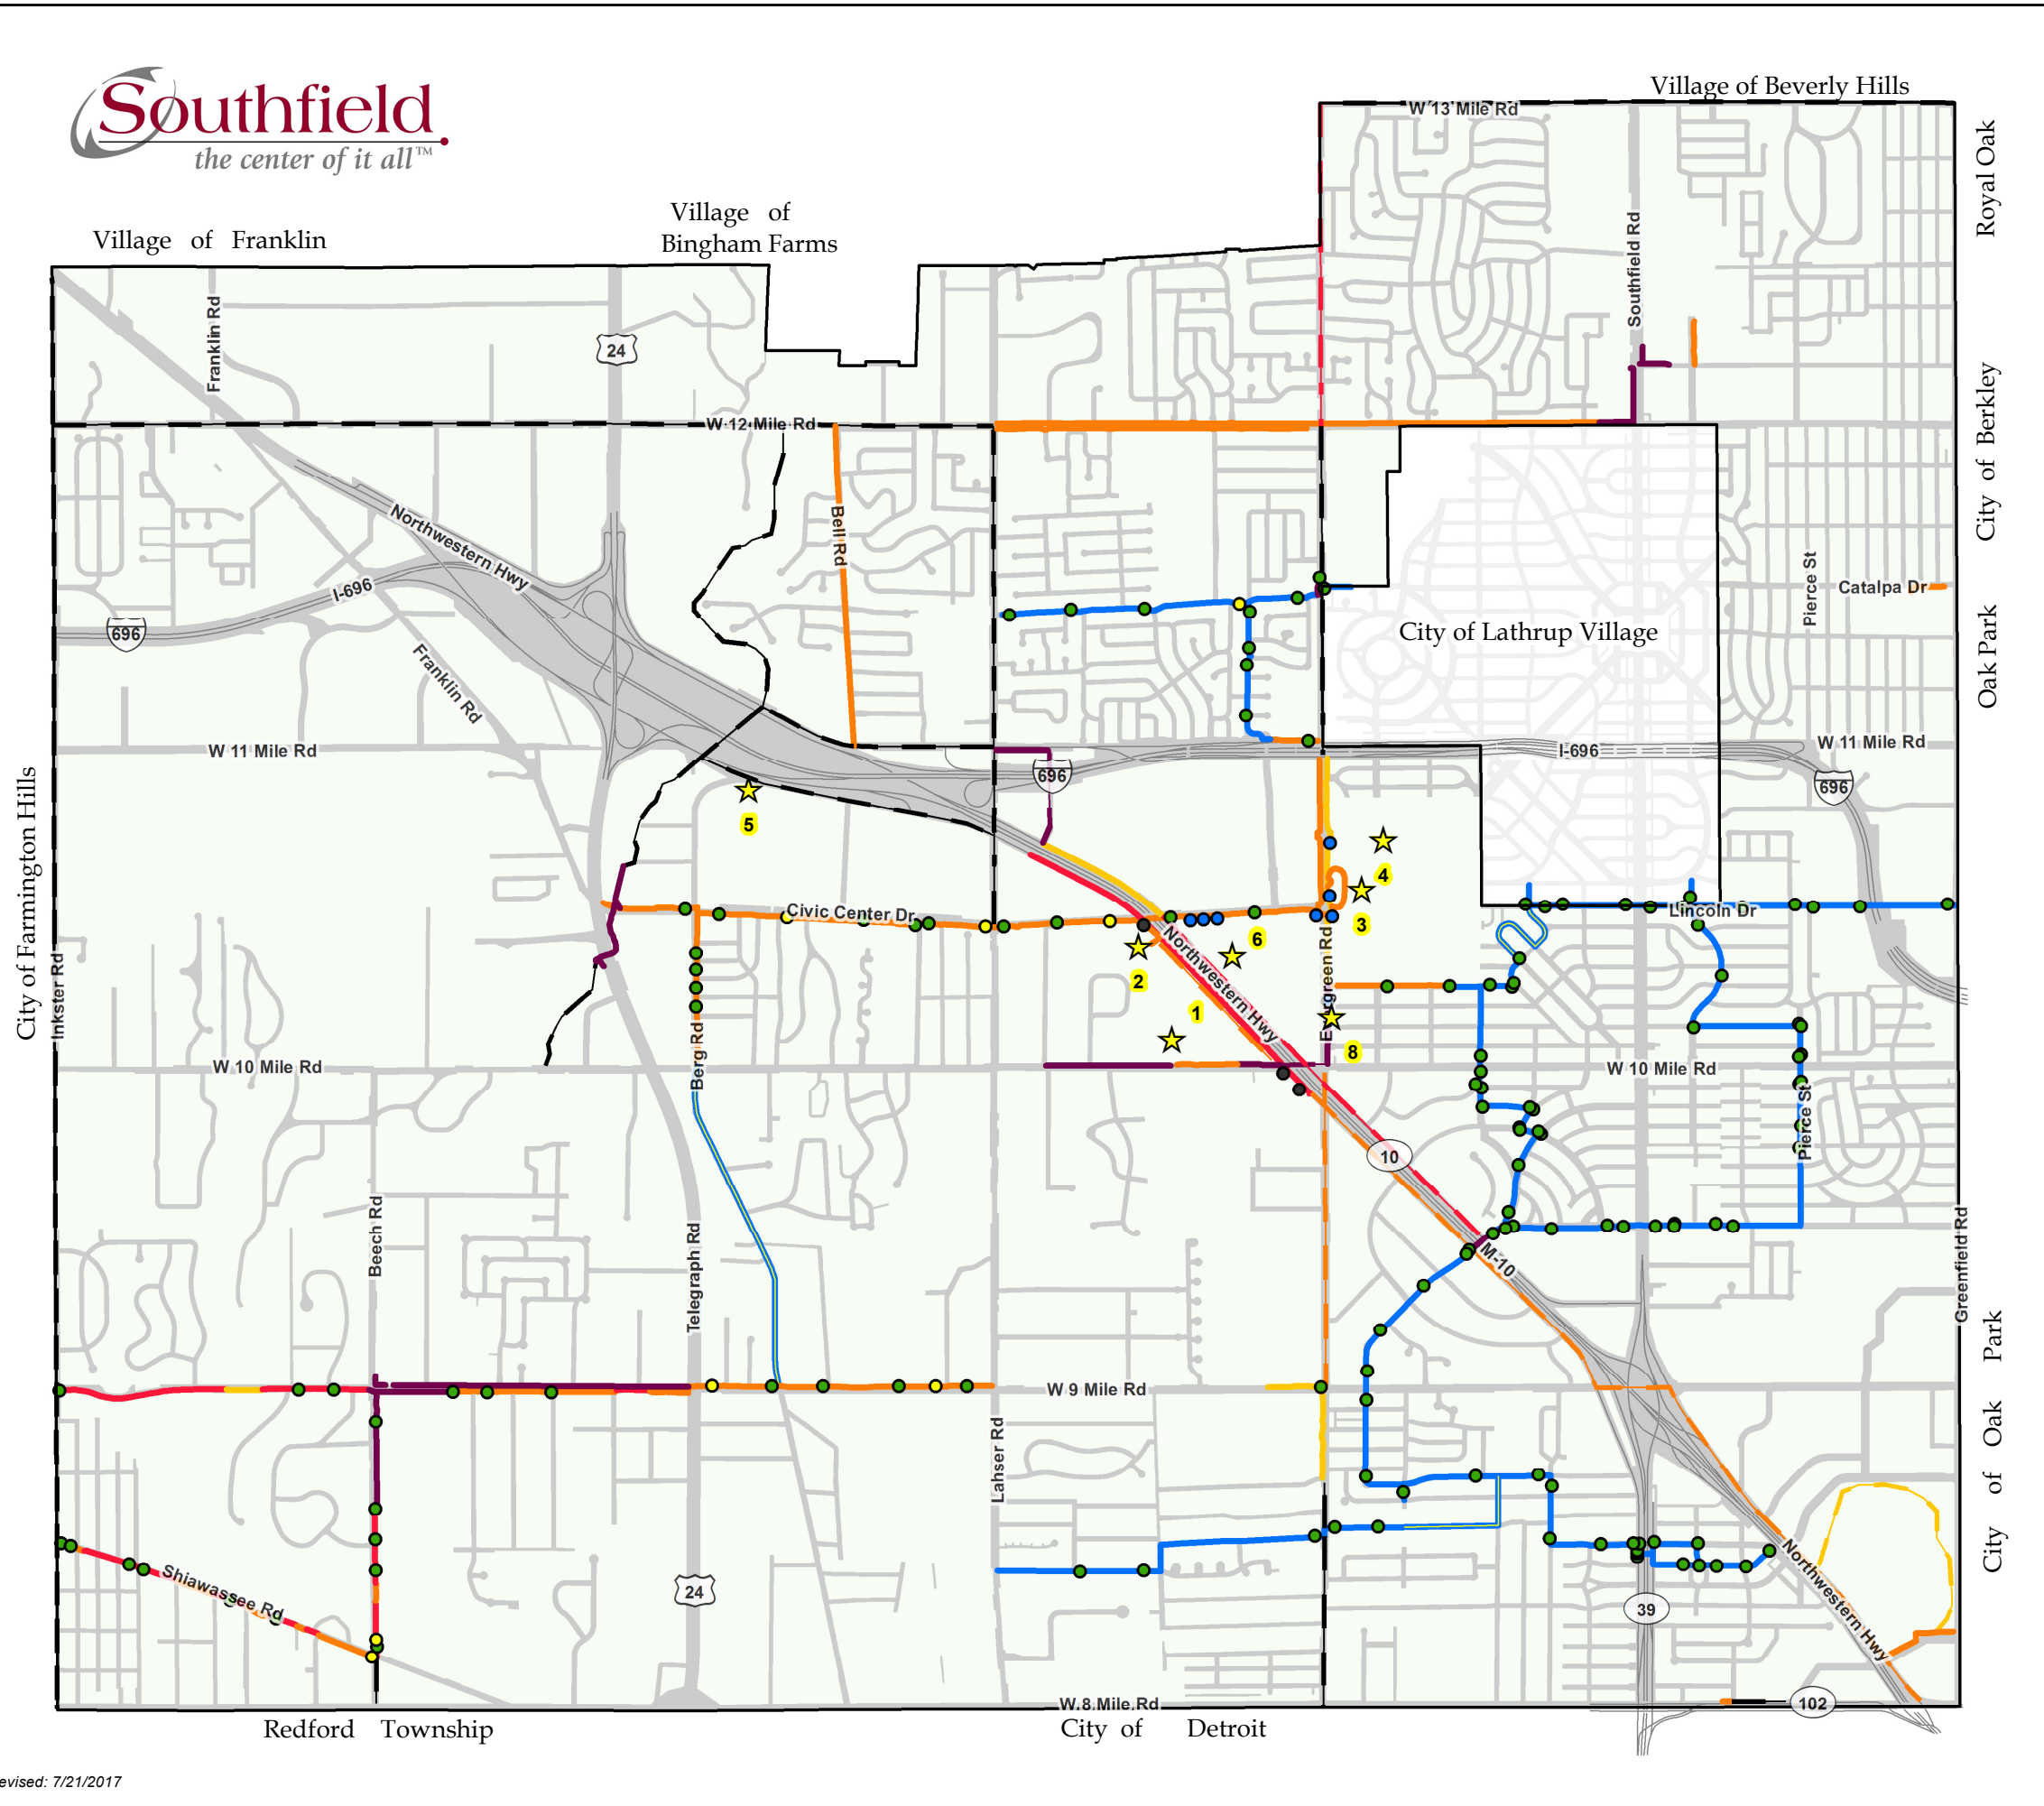 Southfield
the center of it all™
Village of Beverly Hills
W 13 Mile Rd
Royal Oak
Village of
Bingham Farms
Village of Franklin
Southfield Rd
Franklin Rd
24
City of Berkley
W 12 Mile Rd
Bell Rd
Northwestern Hwy
I-696
696
Pierce St
Catalpa Dr
City of Lathrup Village
Oak Park
Franklin Rd
W 11 Mile Rd
I-696
W 11 Mile Rd
696
696
5
4
City of Farmington Hills
Civic Center Dr
Lincoln Dr
3
6
Northwestern Hwy
Evergreen Rd
2
1
Inkster Rd
8
Berg Rd
W 10 Mile Rd
W 10 Mile Rd
Pierce St
10
Beech Rd
Telegraph Rd
M-10
Greenfield Rd
W 9 Mile Rd
Lahser Rd
City of Oak Park
Shiawassee Rd
24
39
Northwestern Hwy
W 8 Mile Rd
102
Redford Township
City of Detroit
evised: 7/21/2017